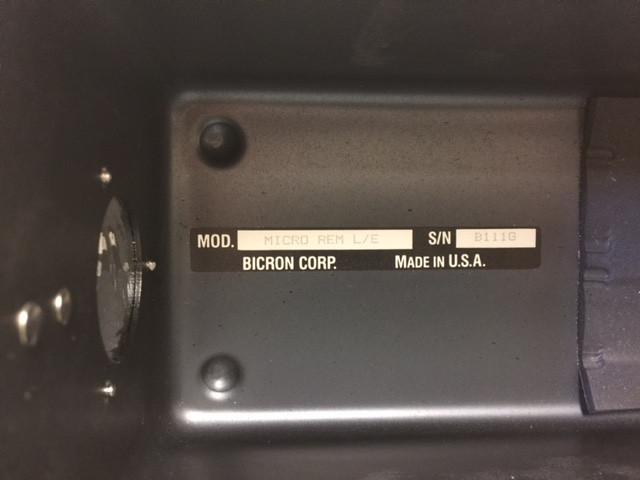 MOD. MICRO REM L/E S/N B111G
BICRON CORP. MADE IN U.S.A.